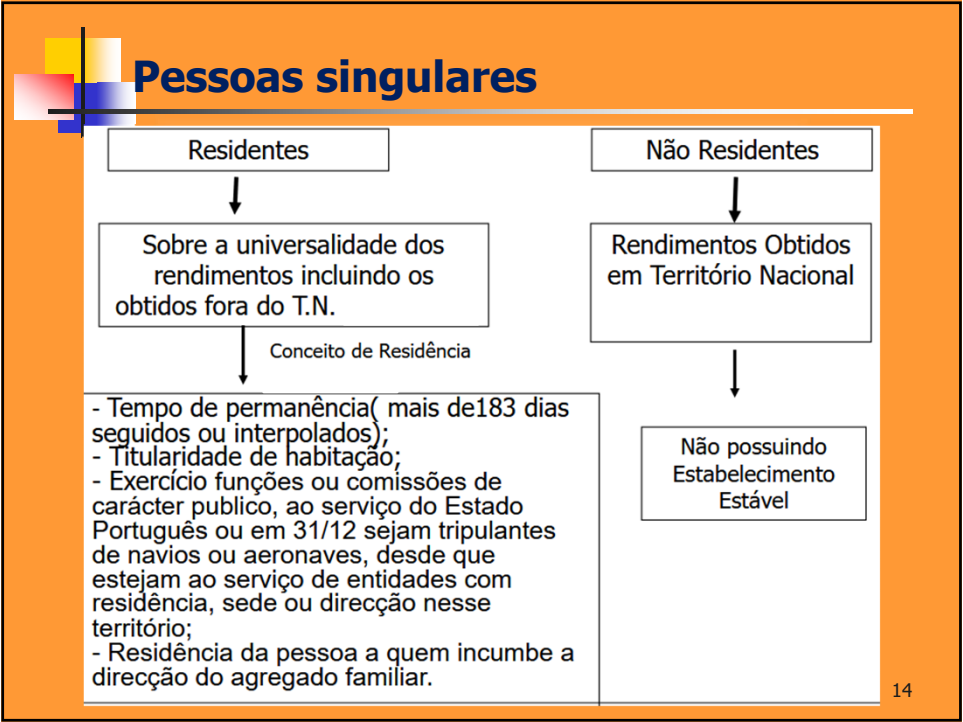 Pessoas singulares
Residentes
Não Residentes
Sobre a universalidade dos
rendimentos incluindo os
obtidos fora do T.N.
Rendimentos Obtidos
em Território Nacional
Conceito de Residência
- Tempo de permanência( mais de183 dias
seguidos ou interpolados);
- Titularidade de habitação;
- Exercício funções ou comissões de
carácter publico, ao serviço do Estado
Português ou em 31/12 sejam tripulantes
de navios ou aeronaves, desde que
estejam ao serviço de entidades com
residência, sede ou direcção nesse
território;
- Residência da pessoa a quem incumbe a
direcção do agregado familiar.
Não possuindo
Estabelecimento
Estável
14